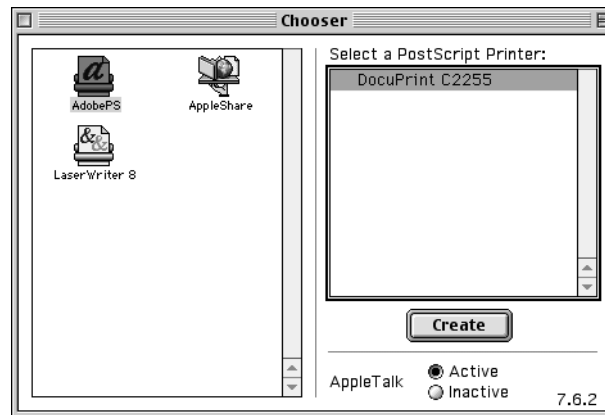 Chooser
AdobePS
AppleShare
LaserWriter 8
Select a PostScript Printer:
DocuPrint C2255
Create
AppleTalk
Active
Inactive
7.6.2